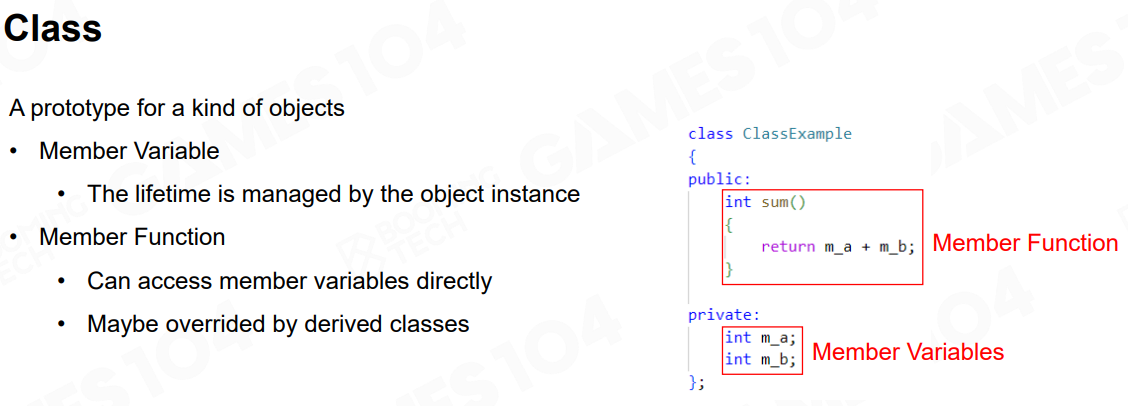 Class
A prototype for a kind of objects
• Member Variable
• The lifetime is managed by the object instance
• Member Function
• Can access member variables directly
• Maybe overrided by derived classes
class ClassExample
{
public:
int sum()
{
return m_a + m_b;
}
Member Function
private:
int m_a;
int m_b;
Member Variables
};
GAMES104
BOOMING
TECH